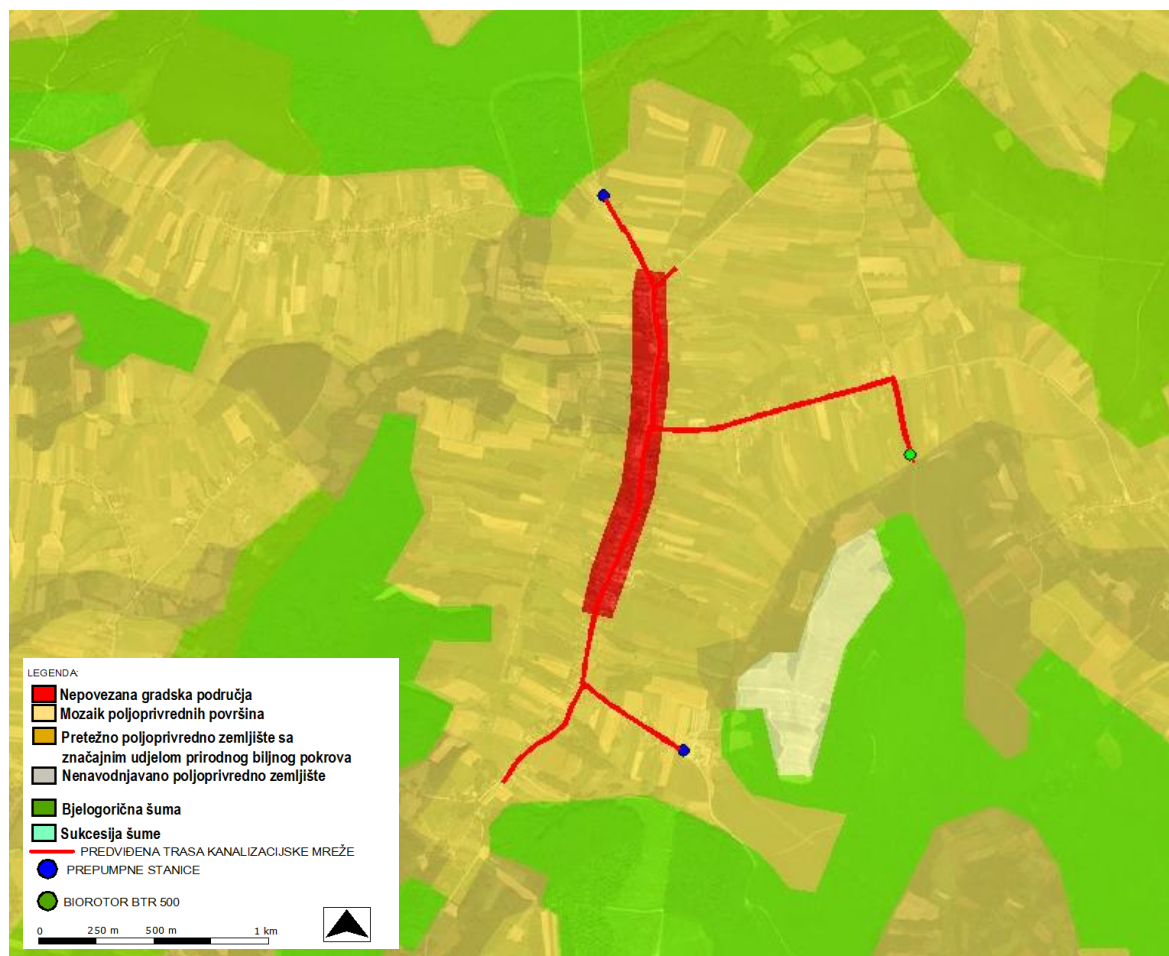 LEGENDA:
Nepovezana gradska područja
Mozaik poljoprivrednih površina
Pretežno poljoprivredno zemljište sa
značajnim udjelom prirodnog biljnog pokrova
Nenavodnjavano poljoprivredno zemljište
Bjelogorična šuma
Sukcesija šume
PREDVIĐENA TRASA KANALIZACIJSKE MREŽE
PREPUMPNE STANICE
BIOROTOR BTR 500
0 250 m 500 m 1 km